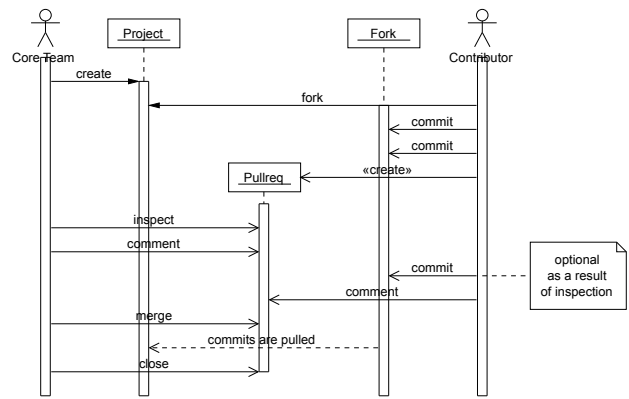 Project
Fork
Core Team
Contributor
create
fork
commit
commit
«create»
Pullreq
inspect
comment
optional
as a result
of inspection
commit
comment
merge
commits are pulled
close